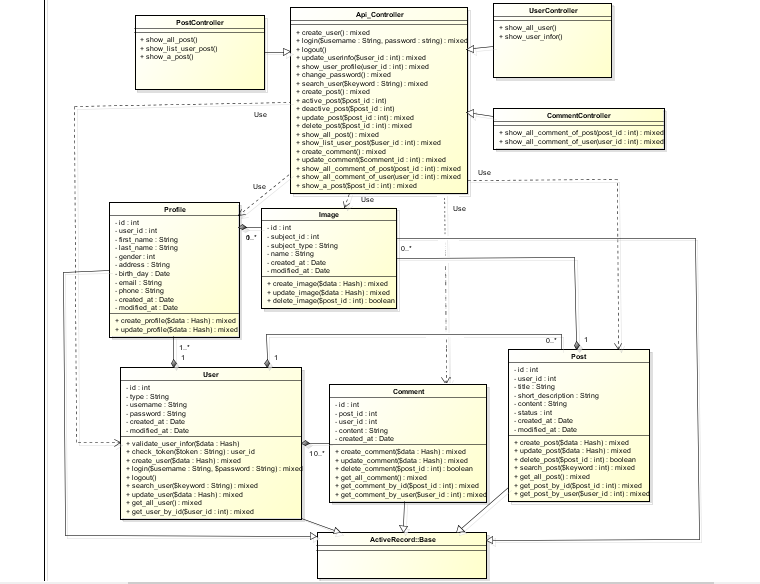 PostController
+ show_all_post()
+ show_list_user_post()
+ show_a_post()
Api_Controller
+ create_user() : mixed
+ login($username : String, password : string) : mixed
+ logout()
+ update_userinfo($user_id : int) : mixed
+ show_user_profile(user_id : int) : mixed
+ change_password() : mixed
+ search_user($keyword : String) : mixed
+ create_post() : mixed
+ active_post($post_id : int)
+ deactive_post($post_id : int)
+ update_post($post_id : int) : mixed
+ delete_post($post_id : int) : mixed
+ show_all_post() : mixed
+ show_list_user_post($user_id : int) : mixed
+ create_comment() : mixed
+ update_comment($comment_id : int) : mixed
+ show_all_comment_of_post(post_id : int) : mixed
+ show_all_comment_of_user(user_id : int) : mixed
+ show_a_post($post_id : int) : mixed
UserController
+ show_all_user()
+ show_user_infor()
CommentController
+ show_all_comment_of_post(post_id : int) : mixed
+ show_all_comment_of_user(user_id : int) : mixed
Use
Use
Use
Use
Use
Profile
- id : int
- user_id : int
- first_name : String
- last_name : String
- gender : int
- address : String
- birth_day : Date
- email : String
- phone : String
- created_at : Date
- modified_at : Date
+ create_profile($data : Hash) : mixed
+ update_profile($data : Hash) : mixed
Image
- id : int
- subject_id : int
- subject_type : String
- name : String
- created_at : Date
- modified_at : Date
+ create_image($data : Hash) : mixed
+ update_image($data : Hash) : mixed
+ delete_image($post_id : int) : boolean
0..*
0..*
1
1..*
1
1
0..*
User
- id : int
- type : String
- username : String
- password : String
- created_at : Date
- modified_at : Date
+ validate_user_infor($data : Hash)
+ check_token($token : String) : user_id
+ create_user($data : Hash) : mixed
+ login($username : String, $password : String) : mixed
+ logout()
+ search_user($keyword : String) : mixed
+ update_user($data : Hash) : mixed
+ get_all_user() : mixed
+ get_user_by_id($user_id : int) : mixed
10..*
Comment
- id : int
- post_id : int
- user_id : int
- content : String
- created_at : Date
+ create_comment($data : Hash) : mixed
+ update_comment($data : Hash) : mixed
+ delete_comment($post_id : int) : boolean
+ get_all_comment() : mixed
+ get_comment_by_id($post_id : int) : mixed
+ get_comment_by_user($user_id : int) : mixed
Post
- id : int
- user_id : int
- title : String
- short_description : String
- content : String
- status : int
- created_at : Date
- modified_at : Date
+ create_post($data : Hash) : mixed
+ update_post($data : Hash) : mixed
+ delete_post($post_id : int) : boolean
+ search_post($keyword : int) : mixed
+ get_all_post() : mixed
+ get_post_by_id($post_id : int) : mixed
+ get_post_by_user($user_id : int) : mixed
ActiveRecord::Base